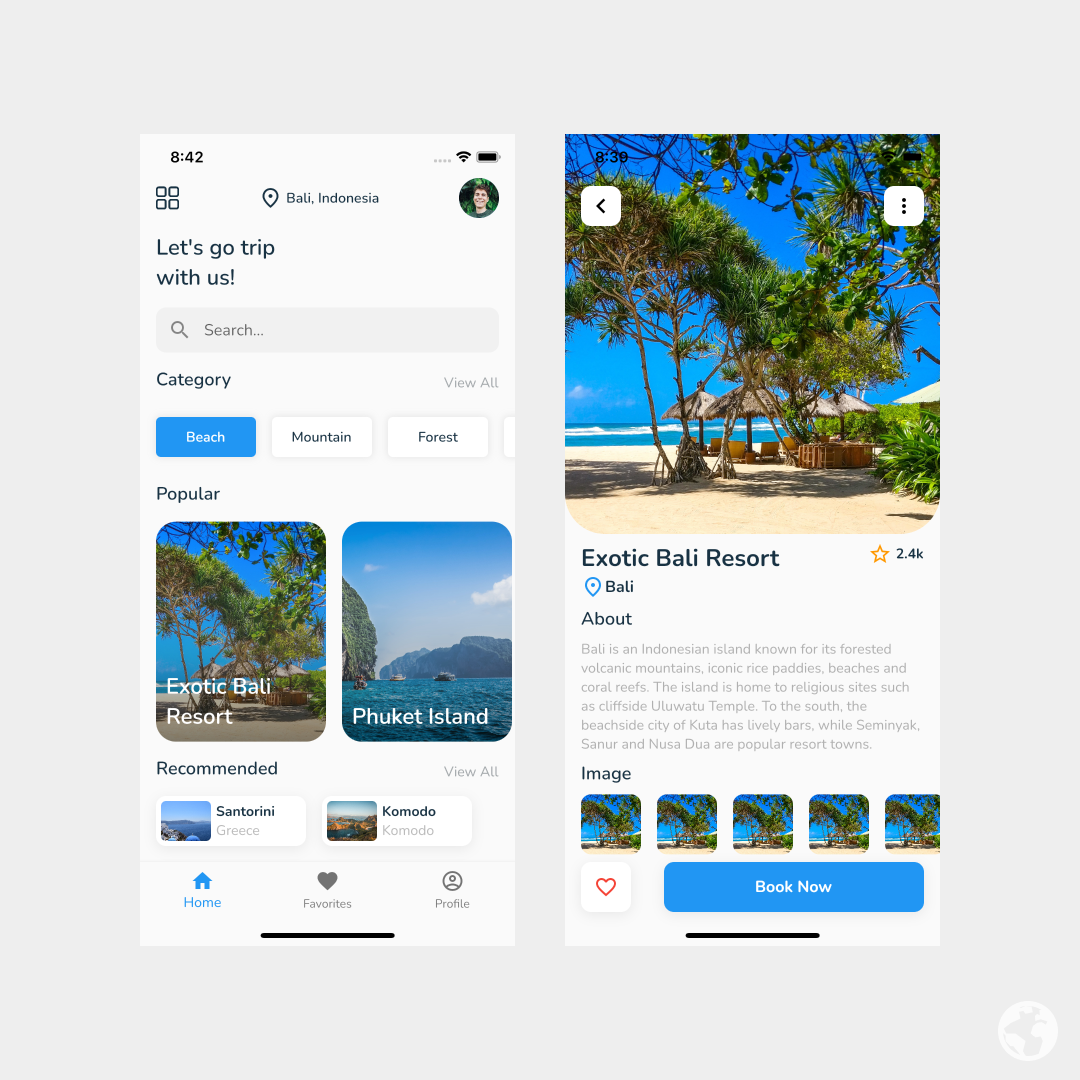 8:42
Bali, Indonesia
Let's go trip
with us!
Search...
Category
View All
Beach
Mountain
Forest
Popular
Exotic Bali
Resort
Phuket Island
Recommended
View All
Santorini
Greece
Komodo
Komodo
Home
Favorites
Profile
8:39
Exotic Bali Resort
2.4k
Bali
About
Bali is an Indonesian island known for its forested
volcanic mountains, iconic rice paddies, beaches and
coral reefs. The island is home to religious sites such
as cliffside Uluwatu Temple. To the south, the
beachside city of Kuta has lively bars, while Seminyak,
Sanur and Nusa Dua are popular resort towns.
Image
Book Now